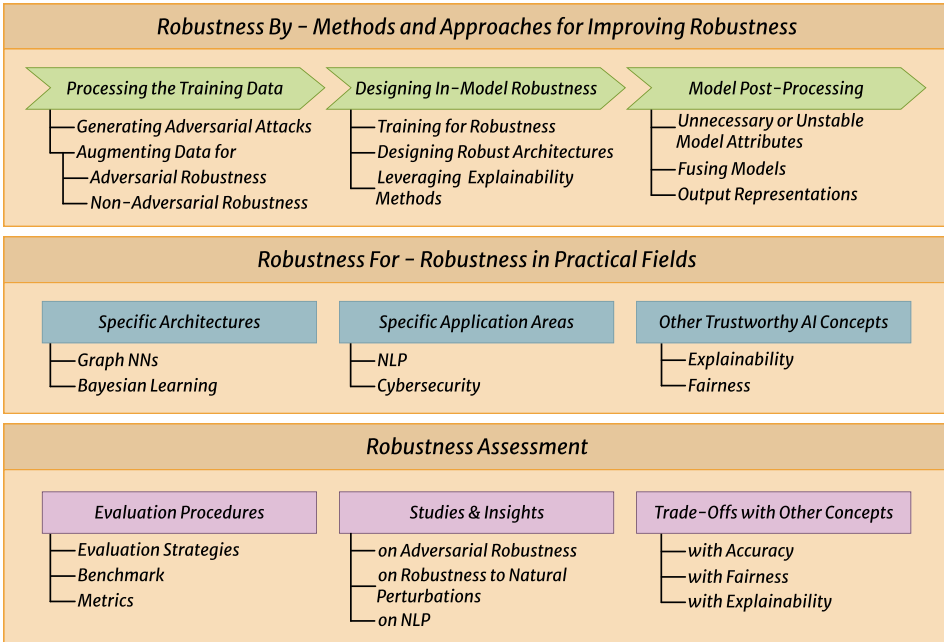 Robustness By – Methods and Approaches for Improving Robustness
Processing the Training Data
Generating Adversarial Attacks
Augmenting Data for
Adversarial Robustness
Non-Adversarial Robustness
Designing In-Model Robustness
Training for Robustness
Designing Robust Architectures
Leveraging Explainability
Methods
Model Post-Processing
Unnecessary or Unstable
Model Attributes
Fusing Models
Output Representations
Robustness For – Robustness in Practical Fields
Specific Architectures
Graph NNs
Bayesian Learning
Specific Application Areas
NLP
Cybersecurity
Other Trustworthy AI Concepts
Explainability
Fairness
Robustness Assessment
Evaluation Procedures
Evaluation Strategies
Benchmark
Metrics
Studies & Insights
on Adversarial Robustness
on Robustness to Natural
Perturbations
on NLP
Trade-Offs with Other Concepts
with Accuracy
with Fairness
with Explainability